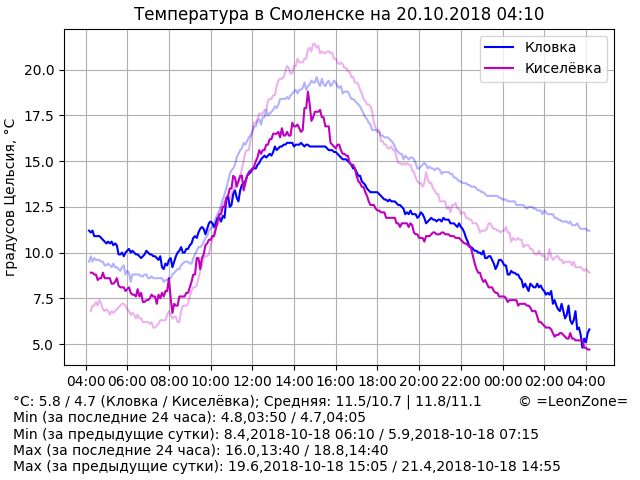 Температура в Смоленске на 20.10.2018 04:10
Кловка
Киселёвка
градусов Цельсия, °C
20.0
17.5
15.0
12.5
10.0
7.5
5.0
04:00 06:00 08:00 10:00 12:00 14:00 16:00 18:00 20:00 22:00 00:00 02:00 04:00
°C: 5.8 / 4.7 (Кловка / Киселёвка); Средняя: 11.5/10.7 | 11.8/11.1 © =LeonZone=
Min (за последние 24 часа): 4.8,03:50 / 4.7,04:05
Min (за предыдущие сутки): 8.4,2018-10-18 06:10 / 5.9,2018-10-18 07:15
Max (за последние 24 часа): 16.0,13:40 / 18.8,14:40
Max (за предыдущие сутки): 19.6,2018-10-18 15:05 / 21.4,2018-10-18 14:55